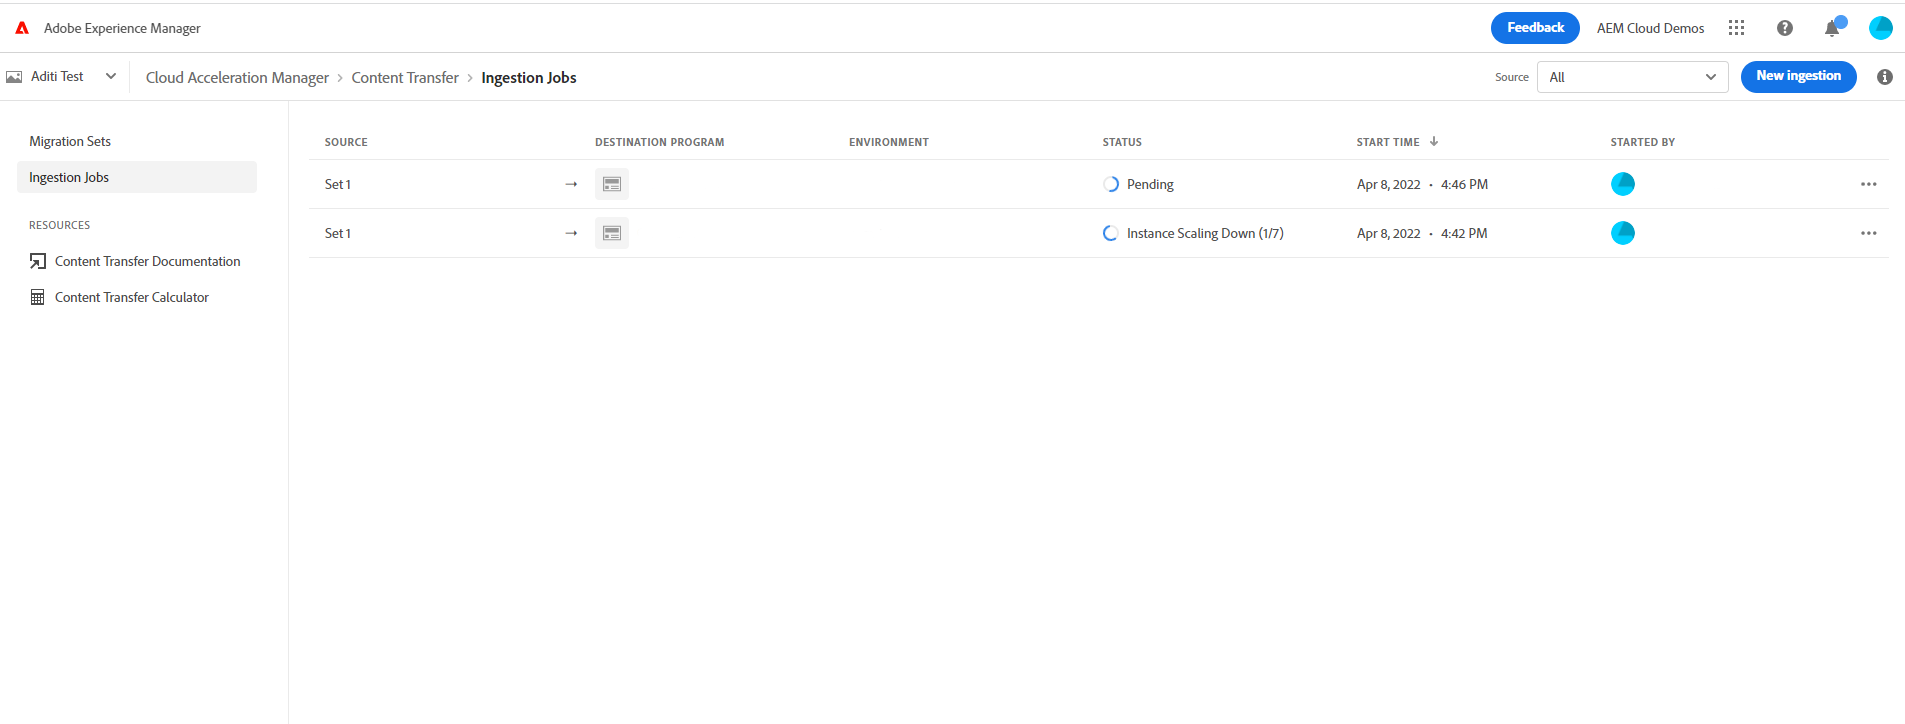 Adobe Experience Manager
Feedback
AEM Cloud Demos
Aditi Test
Cloud Acceleration Manager › Content Transfer › Ingestion Jobs
Source
All
New ingestion
Migration Sets
Ingestion Jobs
RESOURCES
Content Transfer Documentation
Content Transfer Calculator
SOURCE DESTINATION PROGRAM ENVIRONMENT STATUS START TIME ↓ STARTED BY
Set 1 → Pending Apr 8, 2022 • 4:46 PM
Set 1 → Instance Scaling Down (1/7) Apr 8, 2022 • 4:42 PM